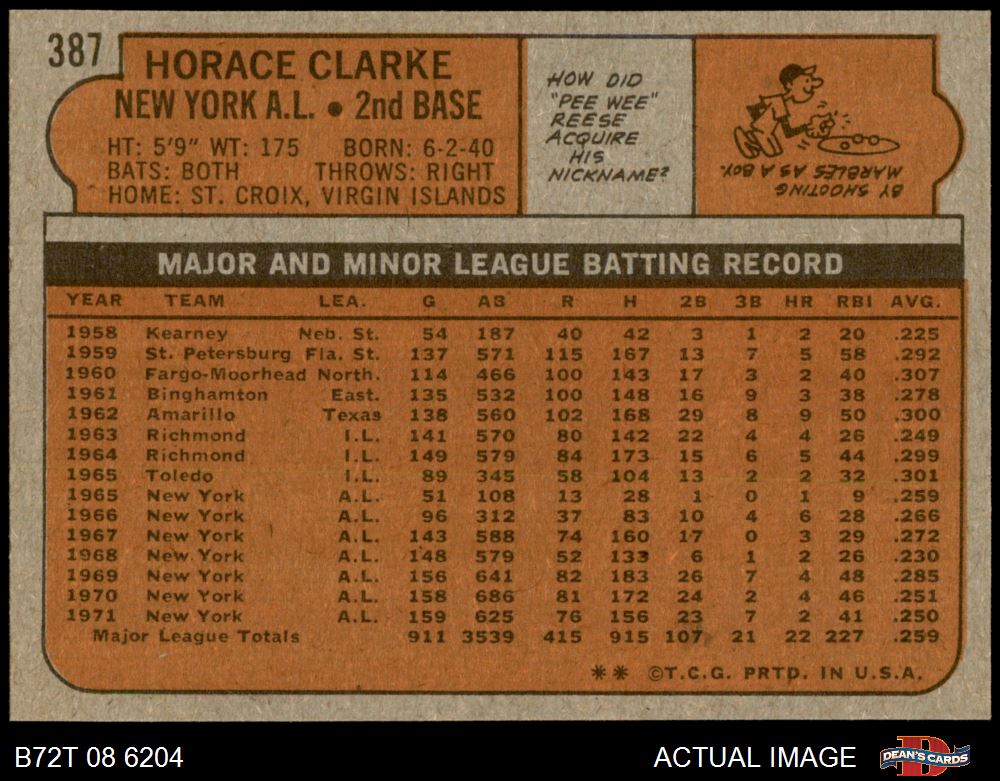 387
HORACE CLARKE
NEW YORK A.L. • 2nd BASE
HT: 5'9" WT: 175 BORN: 6-2-40
BATS: BOTH THROWS: RIGHT
HOME: ST. CROIX, VIRGIN ISLANDS
HOW DID
"PEE WEE"
REESE
ACQUIRE
HIS
NICKNAME?
BY SHOOTING
MARBLES AS A BOY.
MAJOR AND MINOR LEAGUE BATTING RECORD
YEAR TEAM LEA. G AB R H 2B 3B HR RBI AVG.
1958 Kearney Neb. St. 54 187 40 42 3 1 2 20 .225
1959 St. Petersburg Fla. St. 137 571 115 167 13 7 5 58 .292
1960 Fargo-Moorhead North. 114 466 100 143 17 3 2 40 .307
1961 Binghamton East. 135 532 100 148 16 9 3 38 .278
1962 Amarillo Texas 138 560 102 168 29 8 9 50 .300
1963 Richmond I.L. 141 570 80 142 22 4 4 26 .249
1964 Richmond I.L. 149 579 84 173 15 6 5 44 .299
1965 Toledo I.L. 89 345 58 104 13 2 2 32 .301
1965 New York A.L. 51 108 13 28 1 0 1 9 .259
1966 New York A.L. 96 312 37 83 10 4 6 28 .266
1967 New York A.L. 143 588 74 160 17 0 3 29 .272
1968 New York A.L. 148 579 52 133 6 1 2 26 .230
1969 New York A.L. 156 641 82 183 26 7 4 48 .285
1970 New York A.L. 158 686 81 172 24 2 4 46 .251
1971 New York A.L. 159 625 76 156 23 7 2 41 .250
Major League Totals 911 3539 415 915 107 21 22 227 .259
** ©T.C.G. PRTD. IN U.S.A.
B72T 08 6204
ACTUAL IMAGE
DEAN'S CARDS